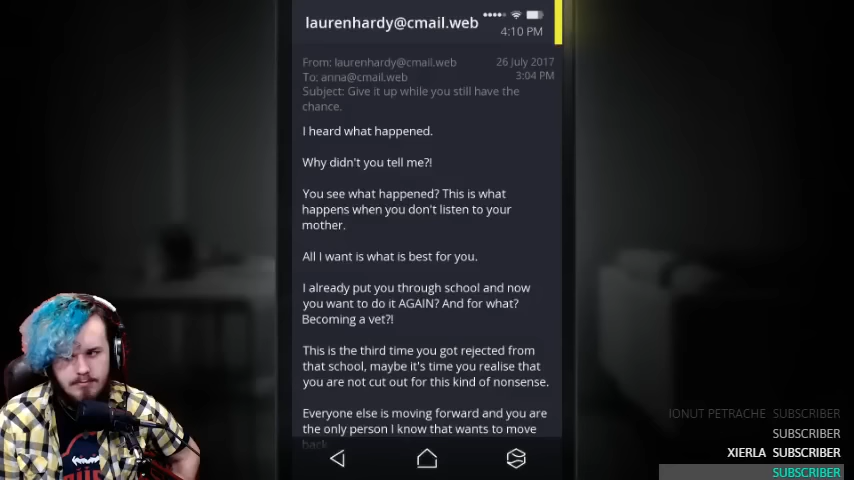 laurenhardy@cmail.web
4:10 PM
From: laurenhardy@cmail.web
26 July 2017
To: anna@cmail.web
3:04 PM
Subject: Give it up while you still have the
chance.
I heard what happened.
Why didn't you tell me?!
You see what happened? This is what
happens when you don't listen to your
mother.
All I want is what is best for you.
I already put you through school and now
you want to do it AGAIN? And for what?
Becoming a vet?!
This is the third time you got rejected from
that school, maybe it's time you realise that
you are not cut out for this kind of nonsense.
Everyone else is moving forward and you are
the only person I know that wants to move
back
IONUT PETRACHE SUBSCRIBER
SUBSCRIBER
XIERLA SUBSCRIBER
SUBSCRIBER